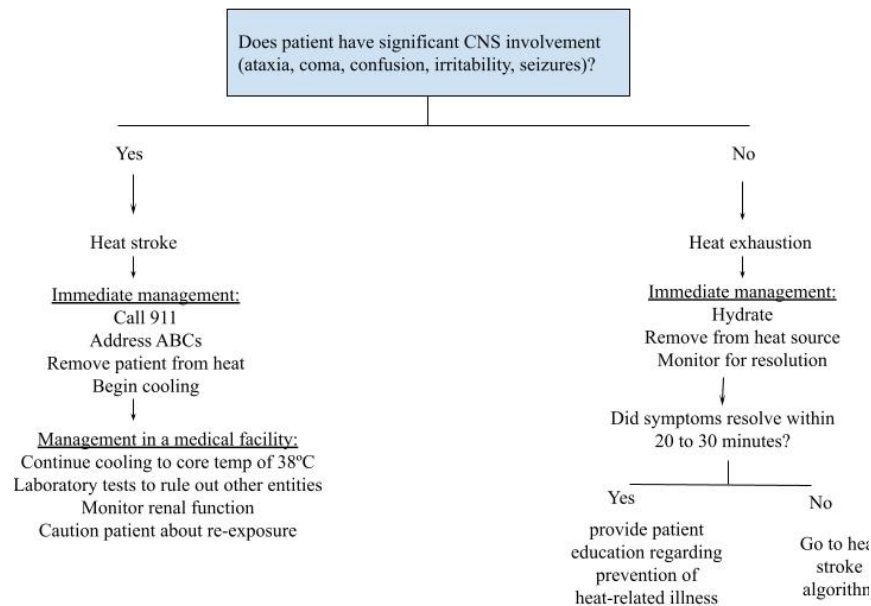 Does patient have significant CNS involvement
(ataxia, coma, confusion, irritability, seizures)?
Yes
Heat stroke
Immediate management:
Call 911
Address ABCs
Remove patient from heat
Begin cooling
Management in a medical facility:
Continue cooling to core temp of 38ºC
Laboratory tests to rule out other entities
Monitor renal function
Caution patient about re-exposure
No
Heat exhaustion
Immediate management:
Hydrate
Remove from heat source
Monitor for resolution
Did symptoms resolve within
20 to 30 minutes?
Yes
provide patient
education regarding
prevention of
heat-related illness
No
Go to
stroke